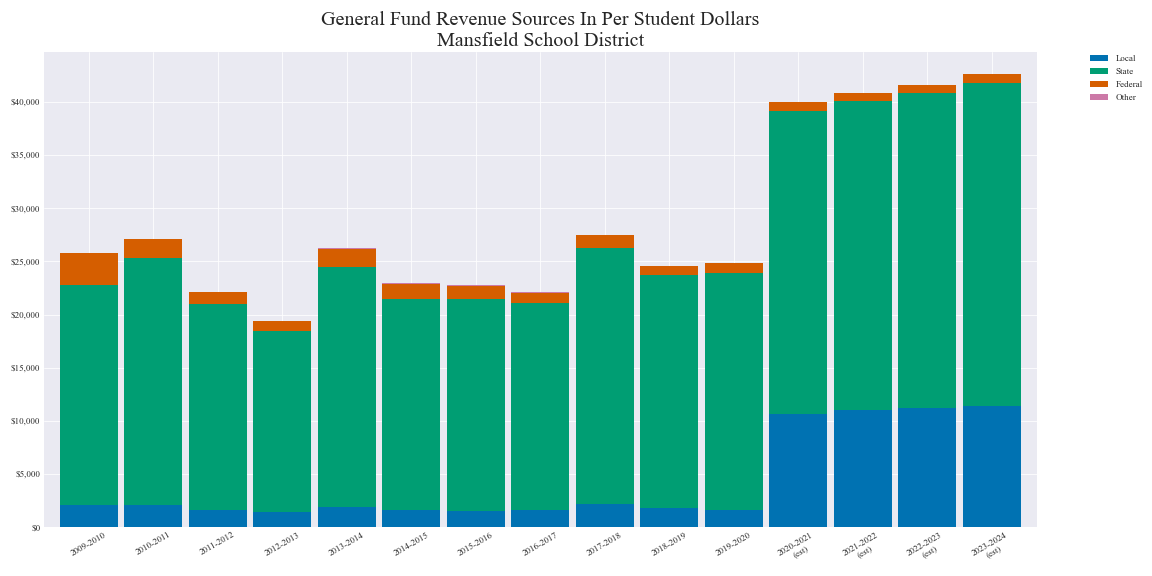 General Fund Revenue Sources In Per Student Dollars
Mansfield School District
Local
State
Federal
Other
$40,000
$35,000
$30,000
$25,000
$20,000
$15,000
$10,000
$5,000
$0
2009-2010
2010-2011
2011-2012
2012-2013
2013-2014
2014-2015
2015-2016
2016-2017
2017-2018
2018-2019
2019-2020
2020-2021
(est)
2021-2022
(est)
2022-2023
(est)
2023-2024
(est)